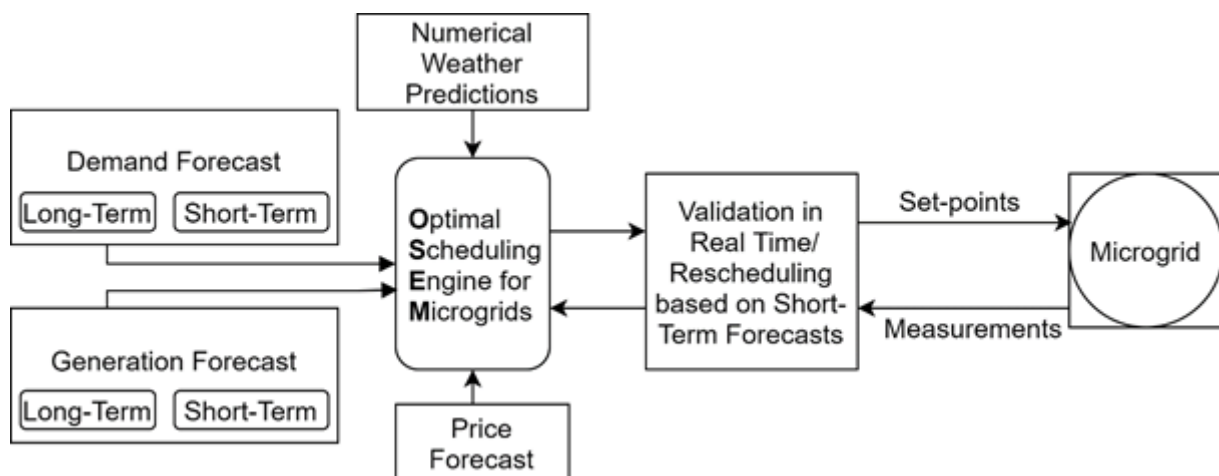 Numerical
Weather
Predictions
Demand Forecast
Long-Term
Short-Term
Generation Forecast
Long-Term
Short-Term
Optimal
Scheduling
Engine for
Microgrids
Price
Forecast
Validation in
Real Time/
Rescheduling
based on Short-
Term Forecasts
Set-points
Measurements
Microgrid